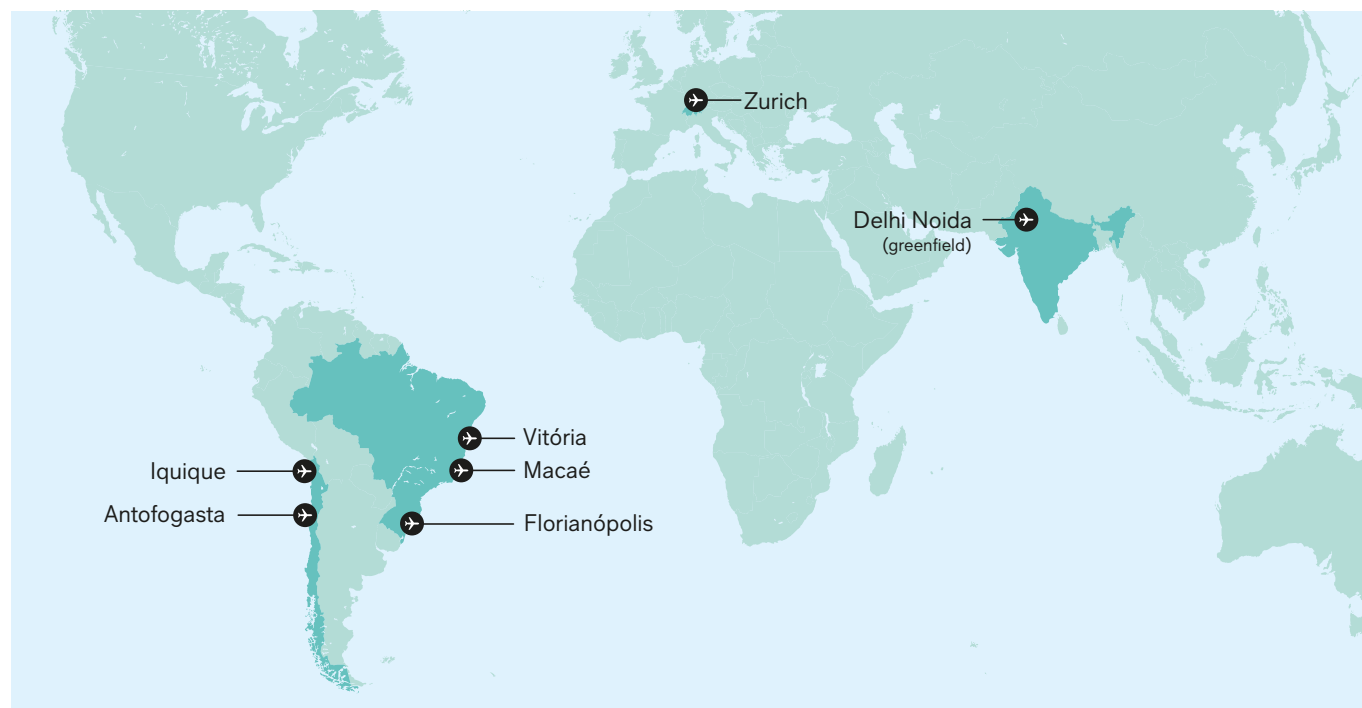 Zurich
Delhi Noida
(greenfield)
Vitória
Iquique
Macaé
Antofogasta
Florianópolis